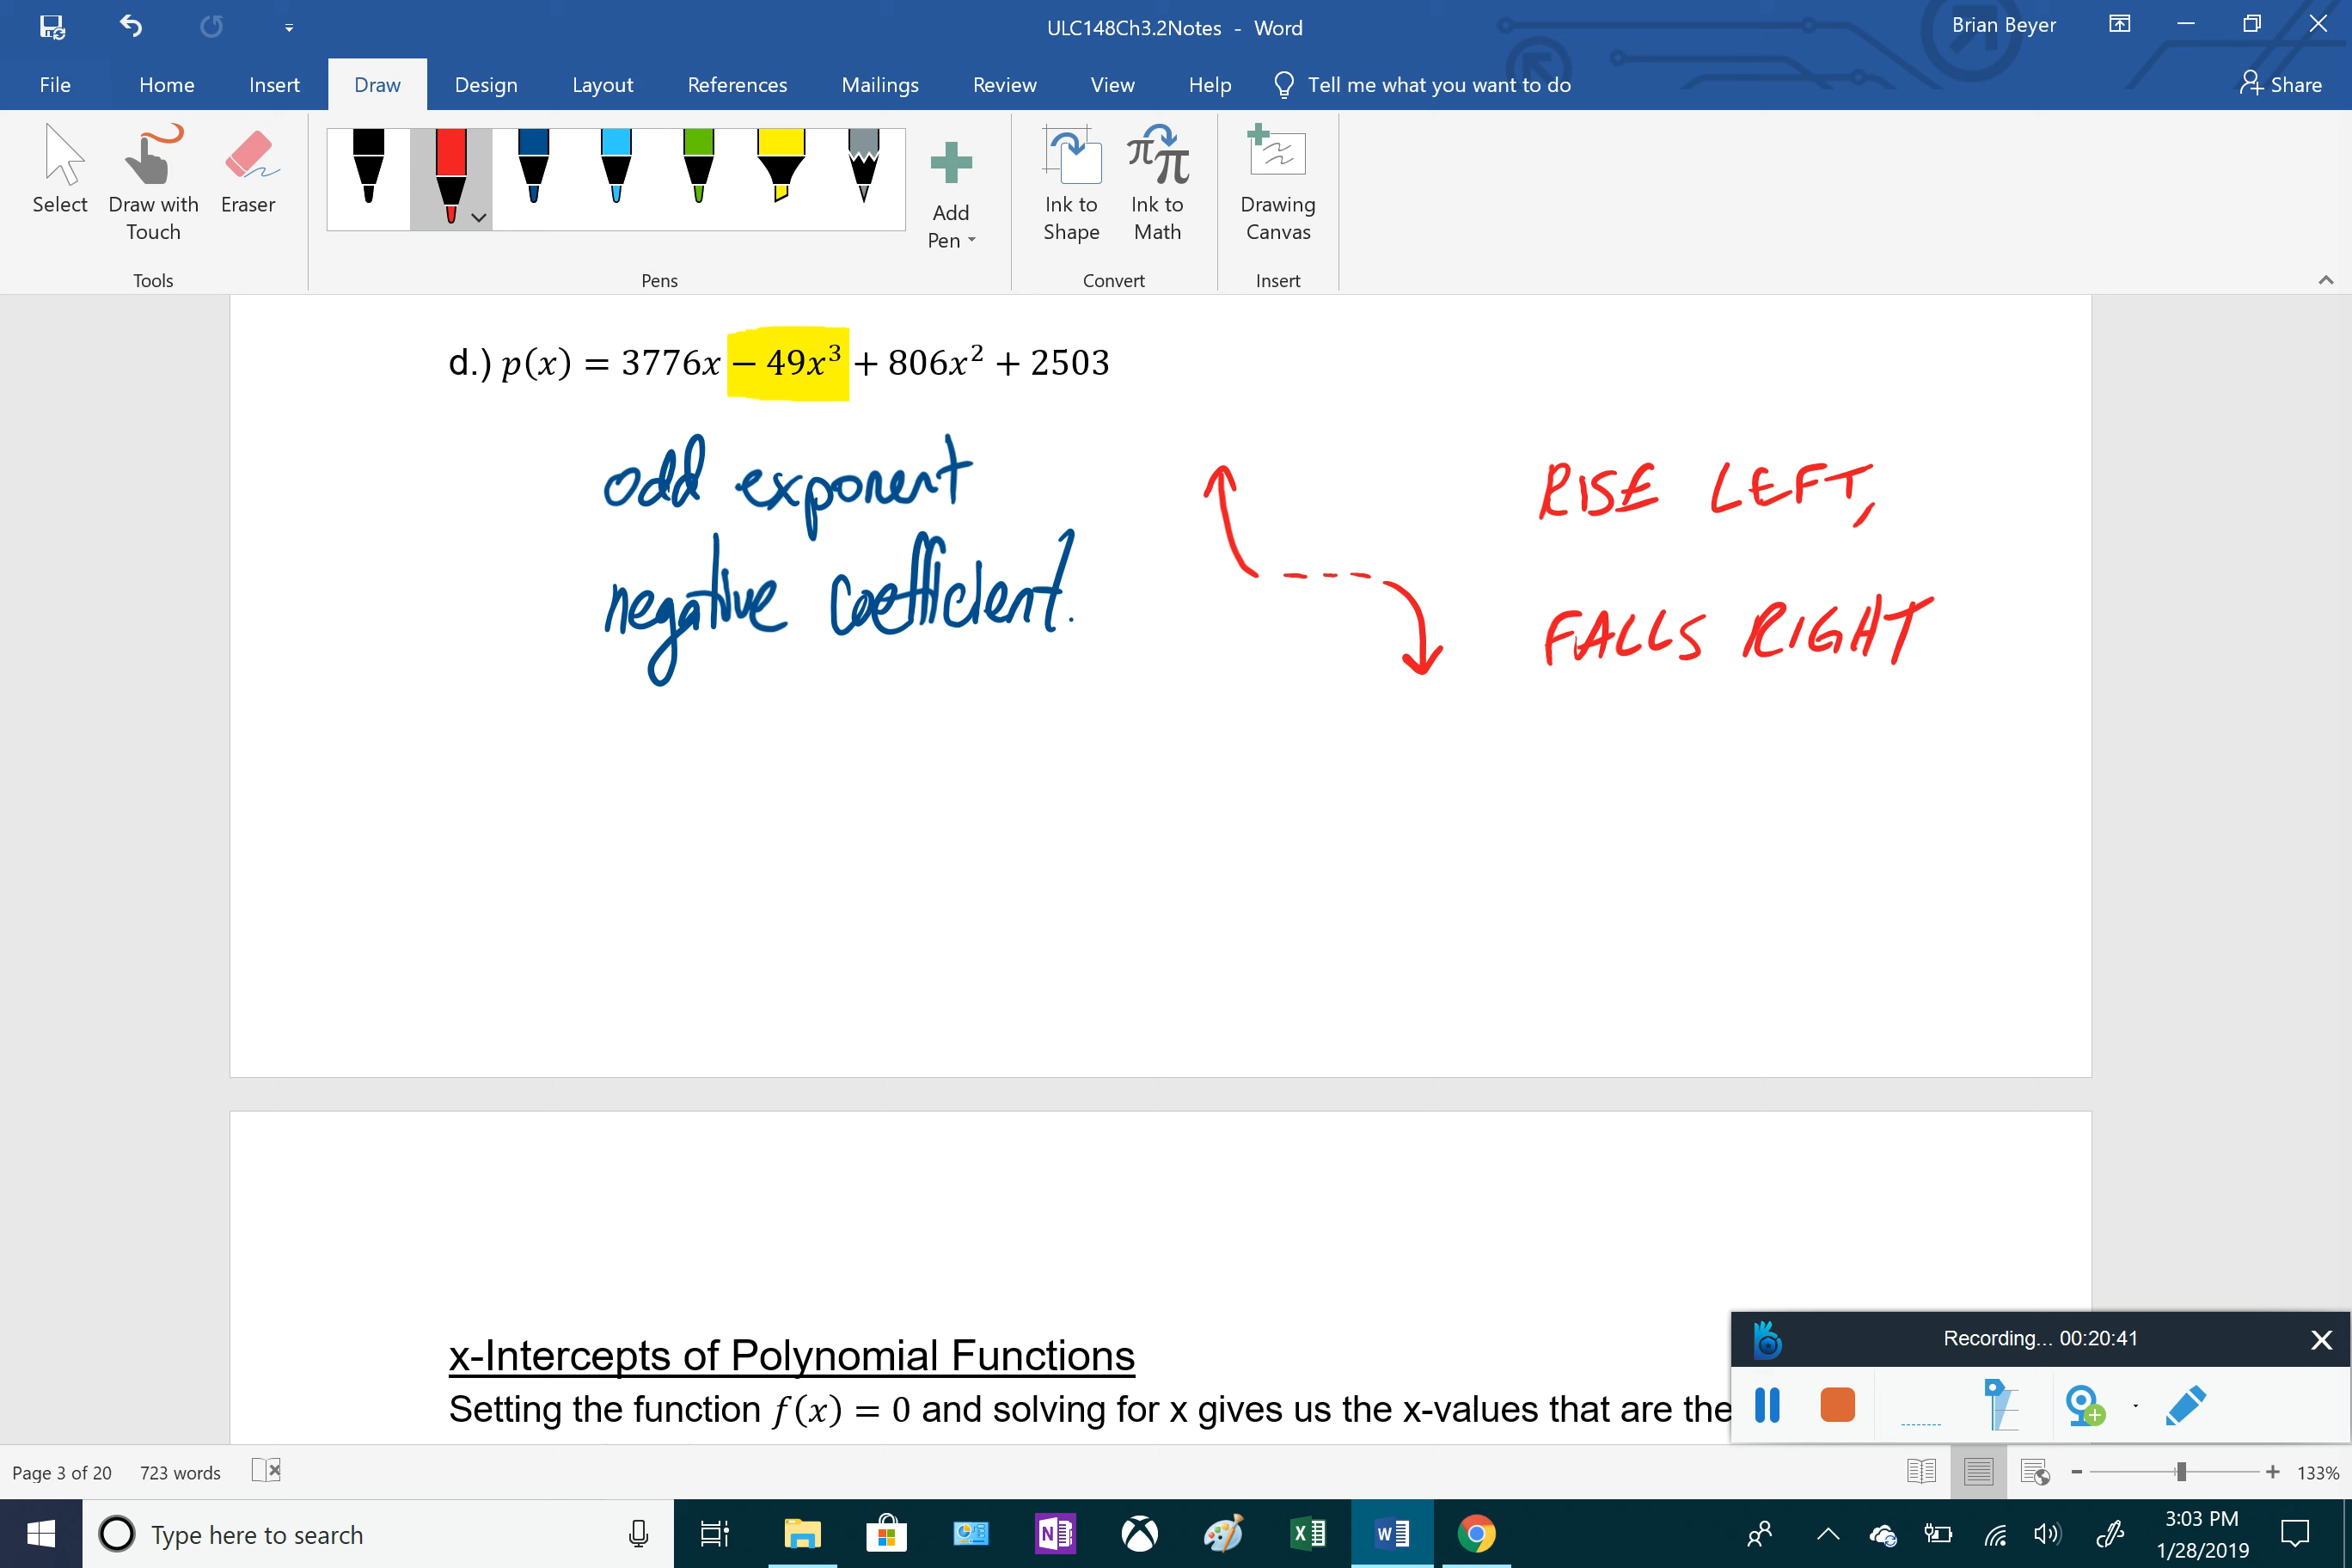 ULC148Ch3.2Notes - Word
Brian Beyer
File Home Insert Draw Design Layout References Mailings Review View Help Tell me what you want to do Share
Select
Draw with Touch
Eraser
Tools
Pens
Add Pen
Ink to Shape
Ink to Math
Convert
Drawing Canvas
Insert
d.) p(x) = 3776x − 49x³ + 806x² + 2503
odd exponent
negative coefficient.
RISE LEFT,
FALLS RIGHT
x-Intercepts of Polynomial Functions
Setting the function f(x) = 0 and solving for x gives us the x-values that are the
Recording... 00:20:41
Page 3 of 20 723 words
133%
Type here to search
3:03 PM
1/28/2019